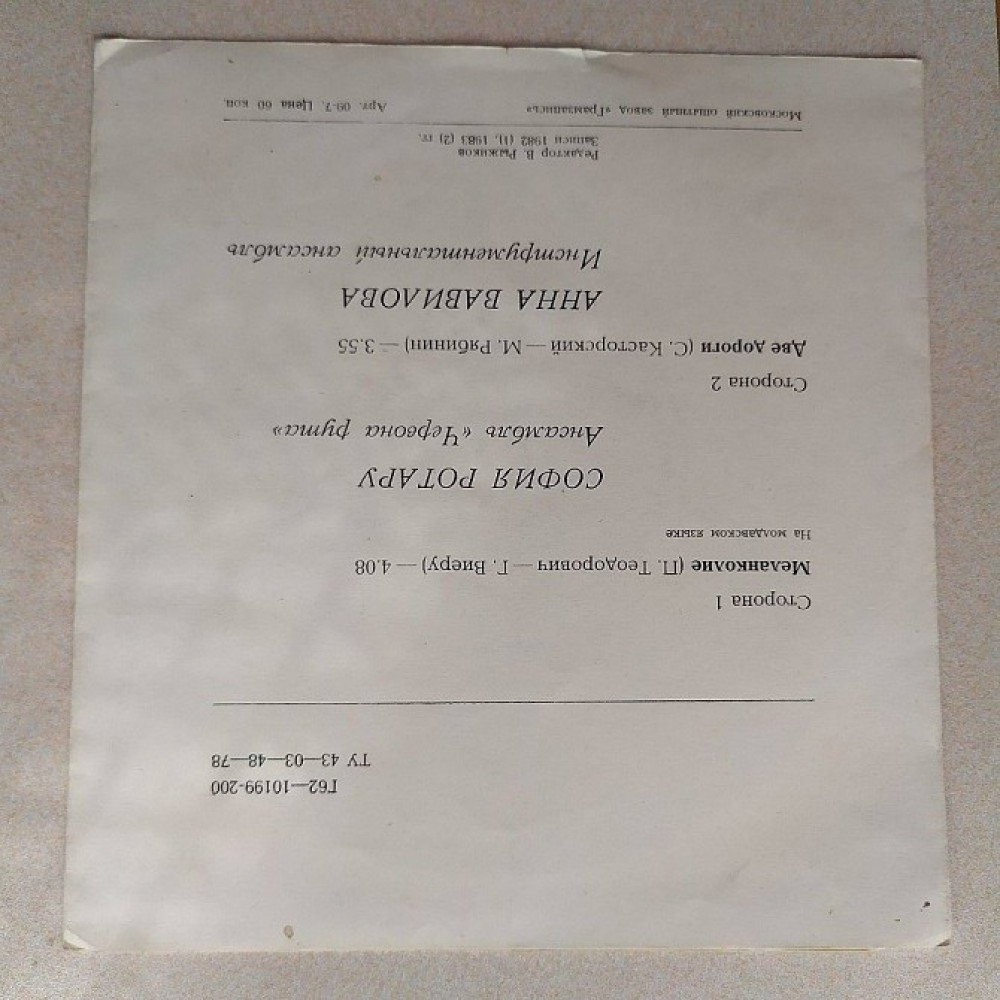 Г62—10199-200
ТУ 43—03—48—78
Сторона 1
Меланколие (П. Теодорович — Г. Виеру) — 4.08
На молдавском языке
СОФИЯ РОТАРУ
Ансамбль «Червона рута»
Сторона 2
Две дороги (С. Касторский — М. Рябинин) — 3.55
АННА ВАВИЛОВА
Инструментальный ансамбль
Редактор В. Рыжиков
Записи 1982 (1), 1983 (2) гг.
Московский опытный завод «Грамзапись» Арт. 09-7. Цена 60 коп.